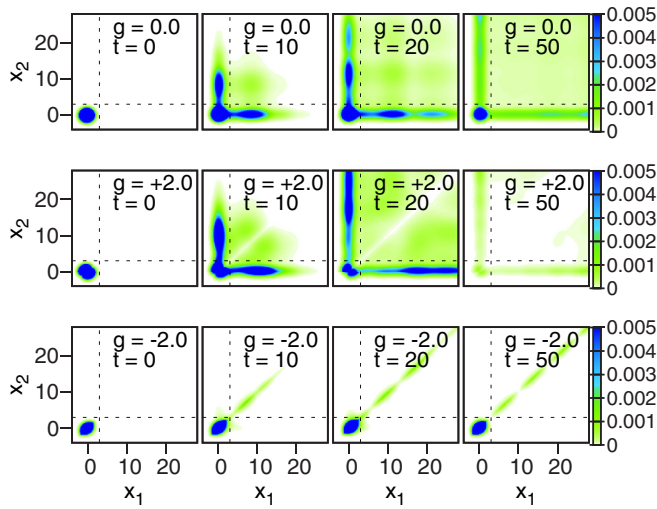 g = 0.0 g = 0.0 g = 0.0 g = 0.0 0.005
t = 0 t = 10 t = 20 t = 50 0.004
20 0.003
x2 10 0.002
0.001
0 0
g = +2.0 g = +2.0 g = +2.0 g = +2.0 0.005
t = 0 t = 10 t = 20 t = 50 0.004
20 0.003
x2 10 0.002
0.001
0 0
g = -2.0 g = -2.0 g = -2.0 g = -2.0 0.005
t = 0 t = 10 t = 20 t = 50 0.004
20 0.003
x2 10 0.002
0.001
0 0
0 10 20 0 10 20 0 10 20 0 10 20
x1 x1 x1 x1